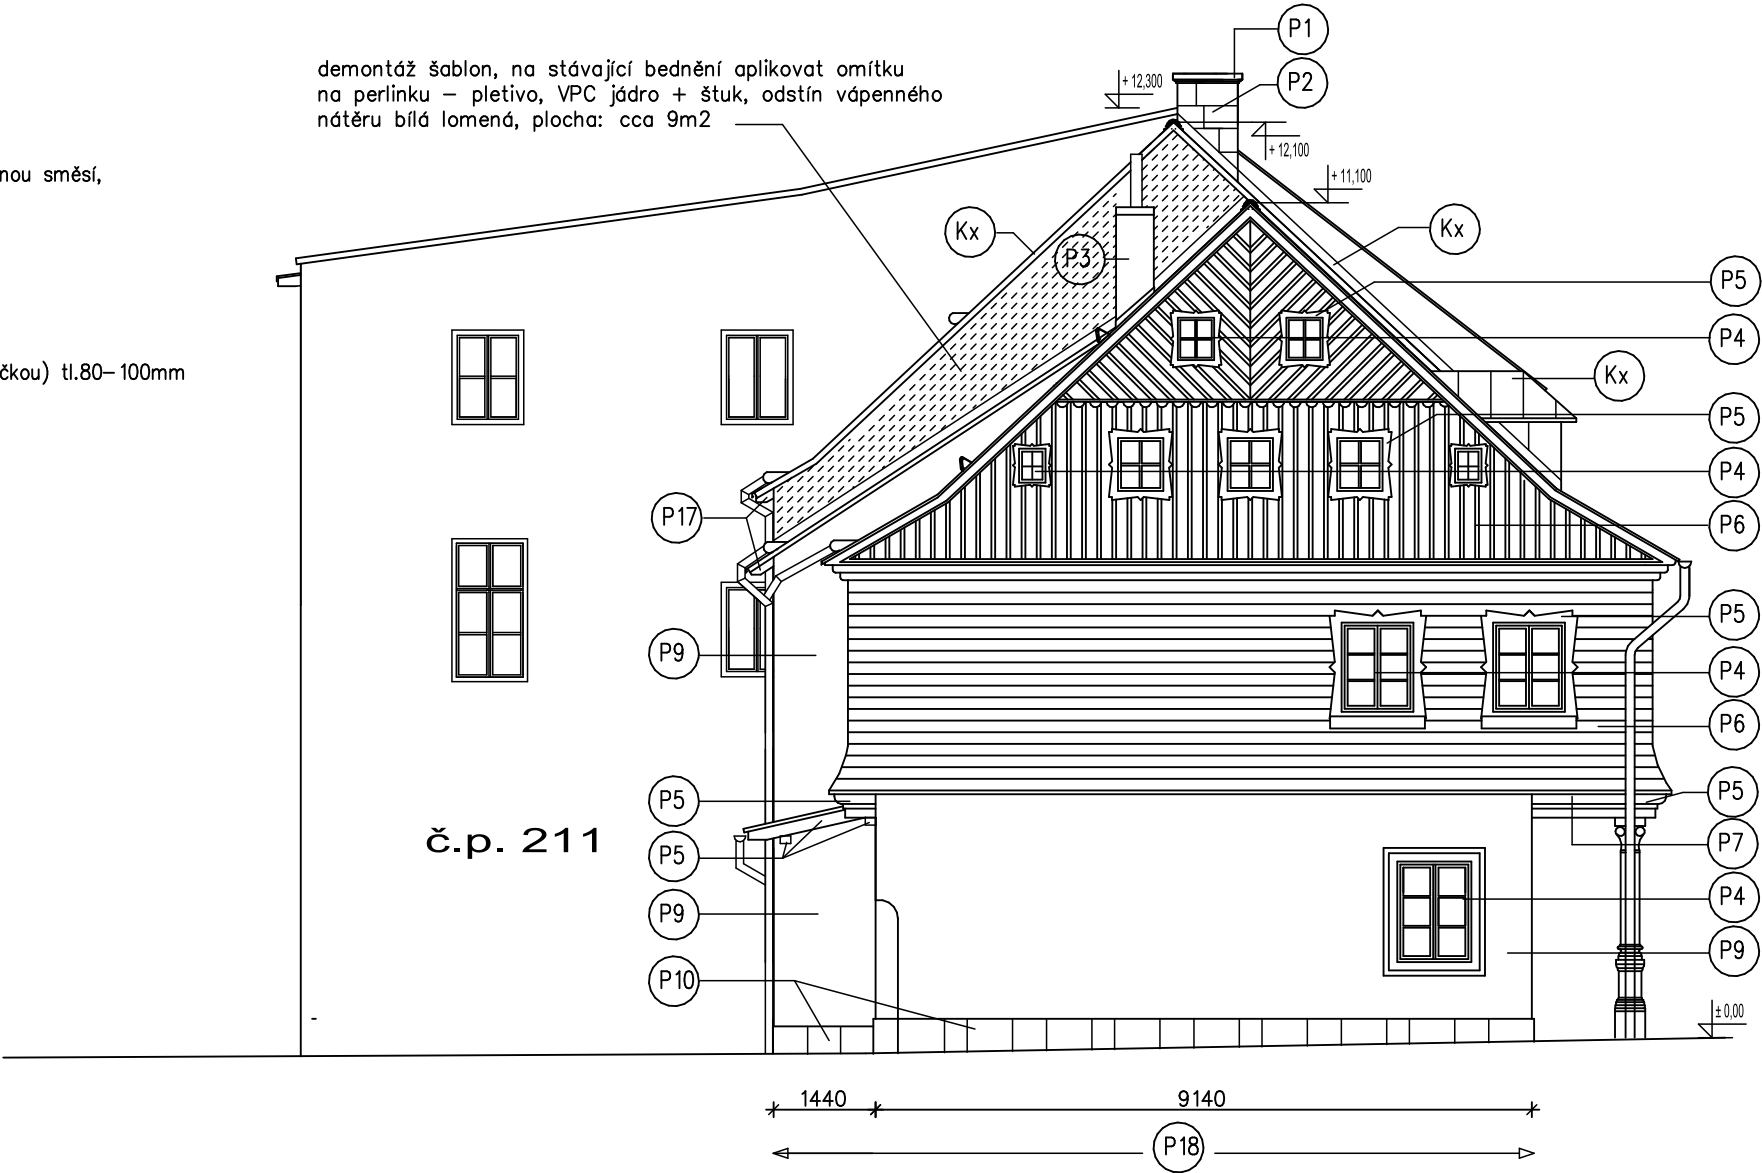 P1
demontáž šablon, na stávající bednění aplikovat omítku
na perlinku – pletivo, VPC jádro + štuk, odstín vápenného
nátěru bílá lomená, plocha: cca 9m2
+ 12,300
P2
+ 12,100
nou směsí,
+ 11,100
Kx
Kx
P3
P5
P4
čkou) tl.80–100mm
Kx
P5
P4
P17
P6
P5
P9
P4
P6
P5
P5
č.p. 211
P7
P5
P4
P9
P9
P10
± 0,00
1440
9140
P18